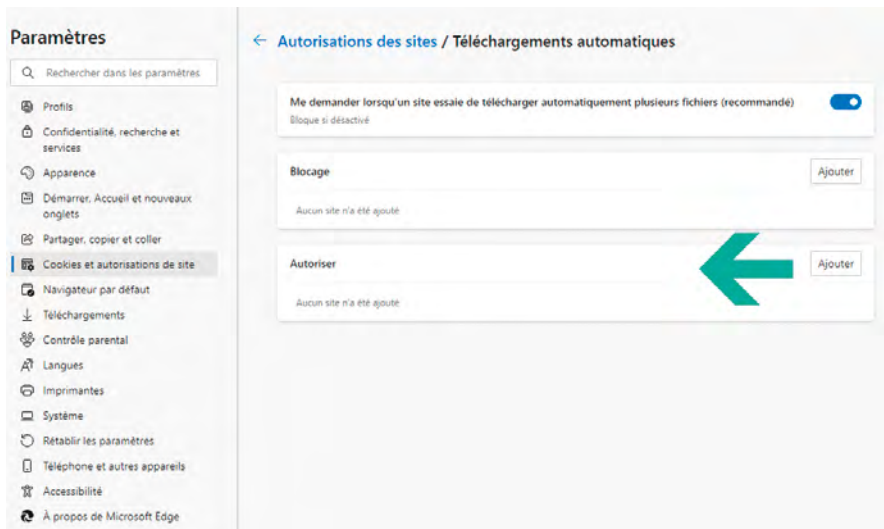 Paramètres
Rechercher dans les paramètres
Profils
Confidentialité, recherche et
services
Apparence
Démarrer, Accueil et nouveaux
onglets
Partager, copier et coller
Cookies et autorisations de site
Navigateur par défaut
Téléchargements
Contrôle parental
Langues
Imprimantes
Système
Rétablir les paramètres
Téléphone et autres appareils
Accessibilité
À propos de Microsoft Edge
Autorisations des sites / Téléchargements automatiques
Me demander lorsqu'un site essaie de télécharger automatiquement plusieurs fichiers (recommandé)
Bloque si désactivé
Blocage
Ajouter
Aucun site n'a été ajouté
Autoriser
Ajouter
Aucun site n'a été ajouté